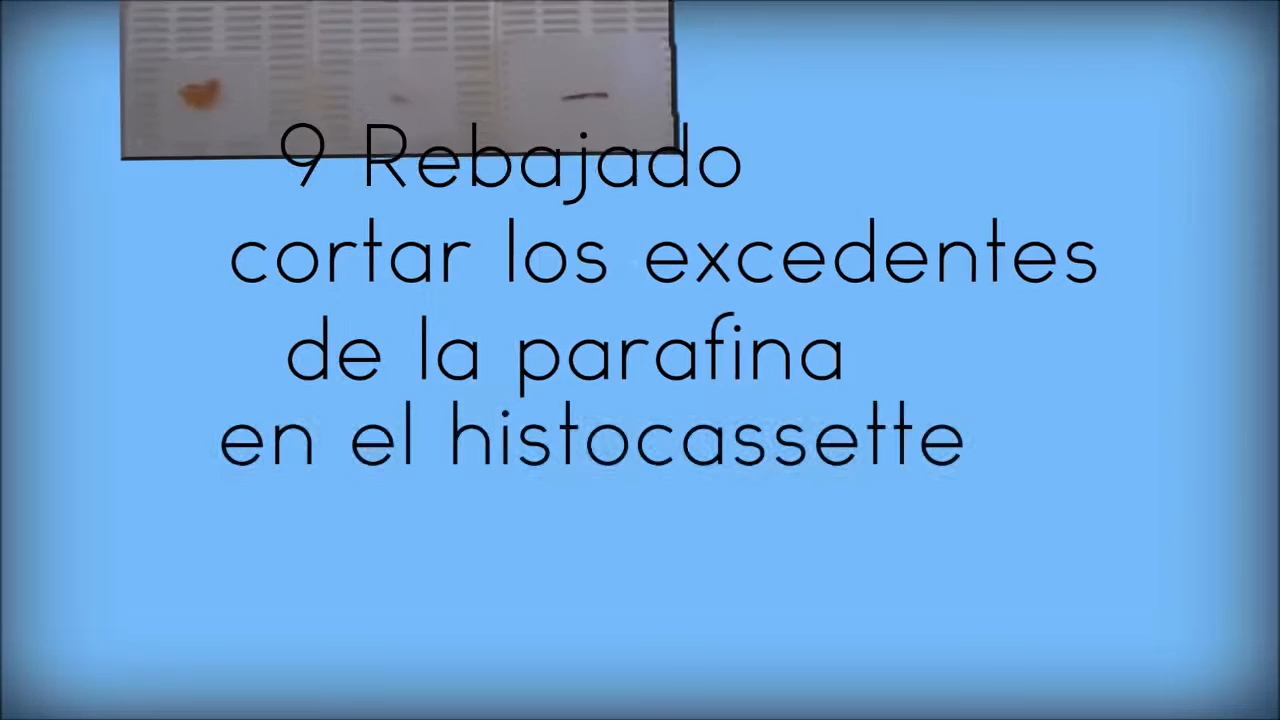 9 Rebajado
cortar los excedentes
de la parafina
en el histocassette